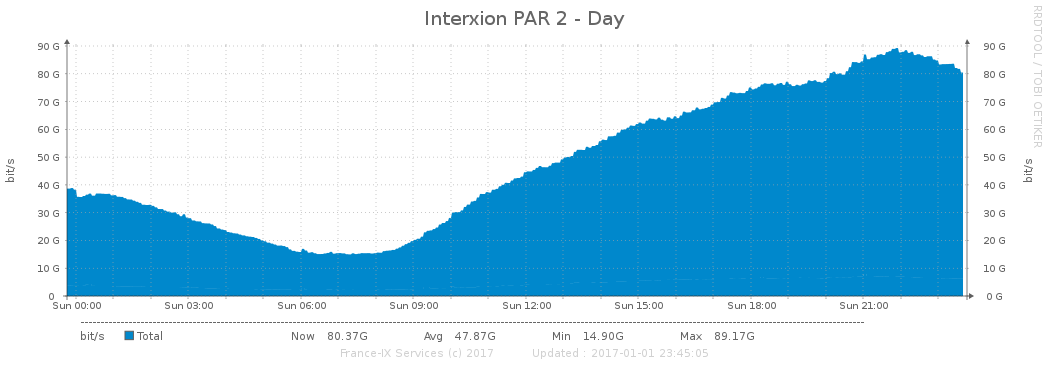 Interxion PAR 2 - Day
RRDTOOL / TOBI OETIKER
90 G 90 G
80 G 80 G
70 G 70 G
60 G 60 G
50 G 50 G
40 G 40 G
30 G 30 G
20 G 20 G
10 G 10 G
0 0 G
bit/s
bit/s
Sun 00:00 Sun 03:00 Sun 06:00 Sun 09:00 Sun 12:00 Sun 15:00 Sun 18:00 Sun 21:00
bit/s Total Now 80.37G Avg 47.87G Min 14.90G Max 89.17G
France-IX Services (c) 2017 Updated : 2017-01-01 23:45:05